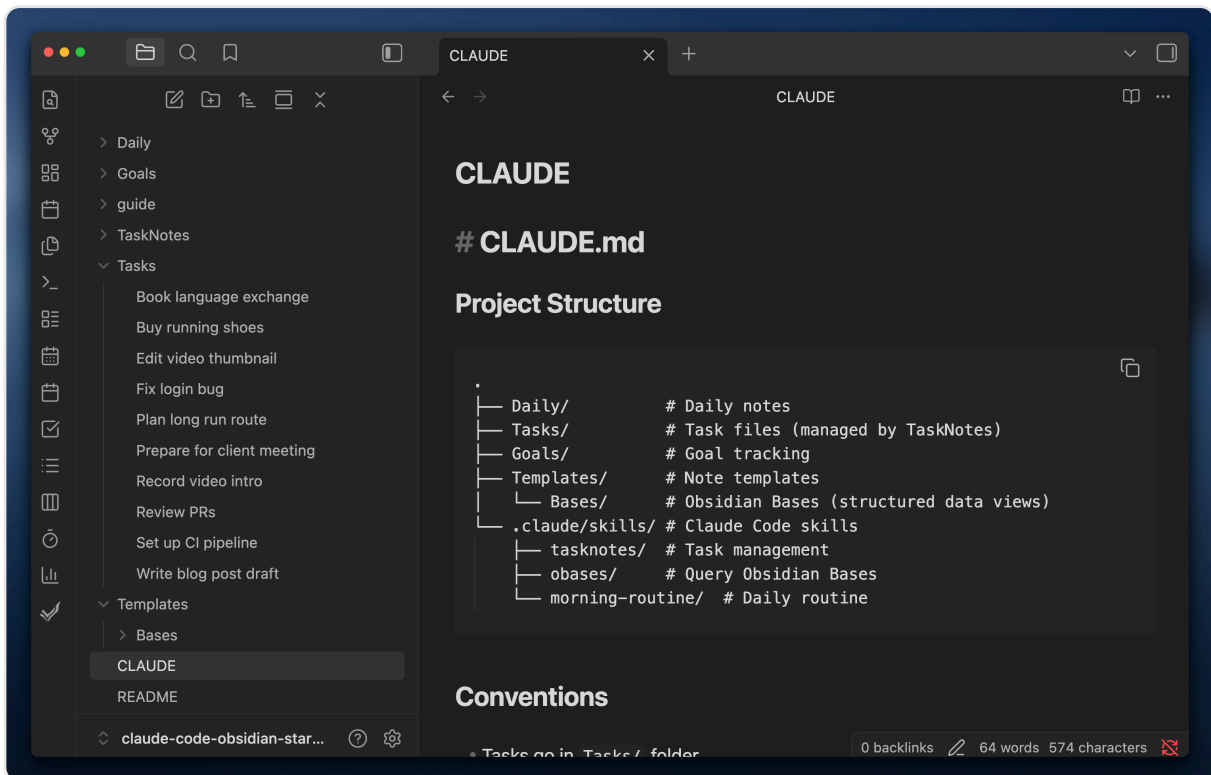 CLAUDE
CLAUDE
Daily
Goals
guide
TaskNotes
Tasks
Book language exchange
Buy running shoes
Edit video thumbnail
Fix login bug
Plan long run route
Prepare for client meeting
Record video intro
Review PRs
Set up CI pipeline
Write blog post draft
Templates
Bases
CLAUDE
README
claude-code-obsidian-star...
CLAUDE
# CLAUDE.md
Project Structure
.
├── Daily/ # Daily notes
├── Tasks/ # Task files (managed by TaskNotes)
├── Goals/ # Goal tracking
├── Templates/ # Note templates
│   └── Bases/ # Obsidian Bases (structured data views)
└── .claude/skills/ # Claude Code skills
    ├── tasknotes/ # Task management
    ├── obases/ # Query Obsidian Bases
    └── morning-routine/ # Daily routine
Conventions
• Tasks go in Tasks/ folder
0 backlinks 64 words 574 characters